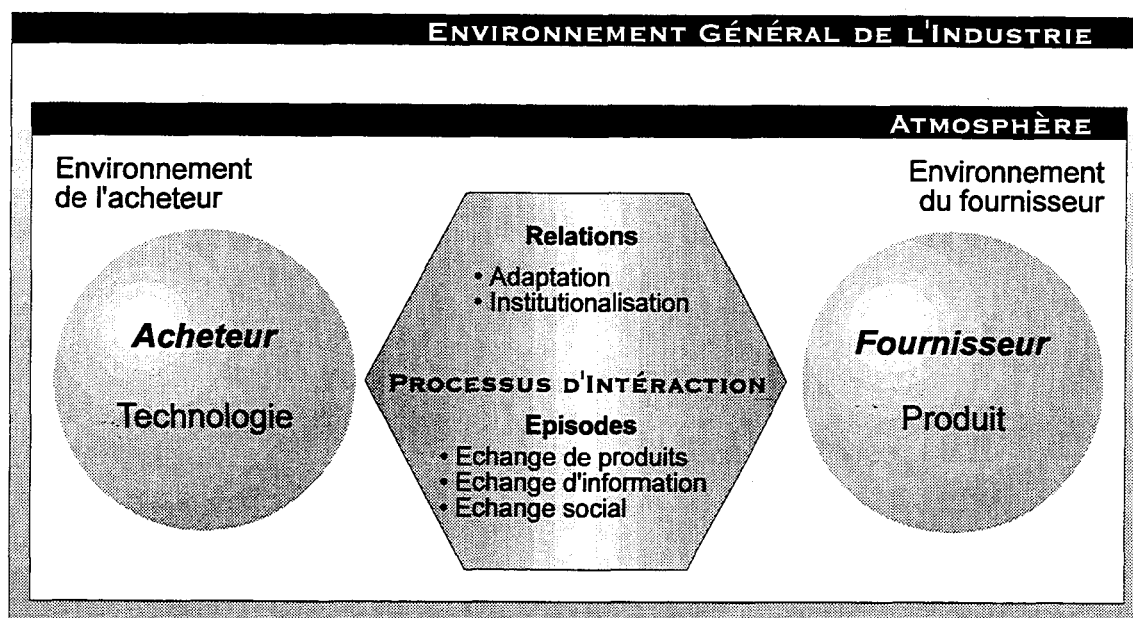 ENVIRONNEMENT GÉNÉRAL DE L'INDUSTRIE
ATMOSPHÈRE
Environnement
de l'acheteur
Environnement
du fournisseur
Acheteur
Technologie
Relations
• Adaptation
• Institutionalisation
PROCESSUS D'INTÉRACTION
Episodes
• Echange de produits
• Echange d'information
• Echange social
Fournisseur
Produit